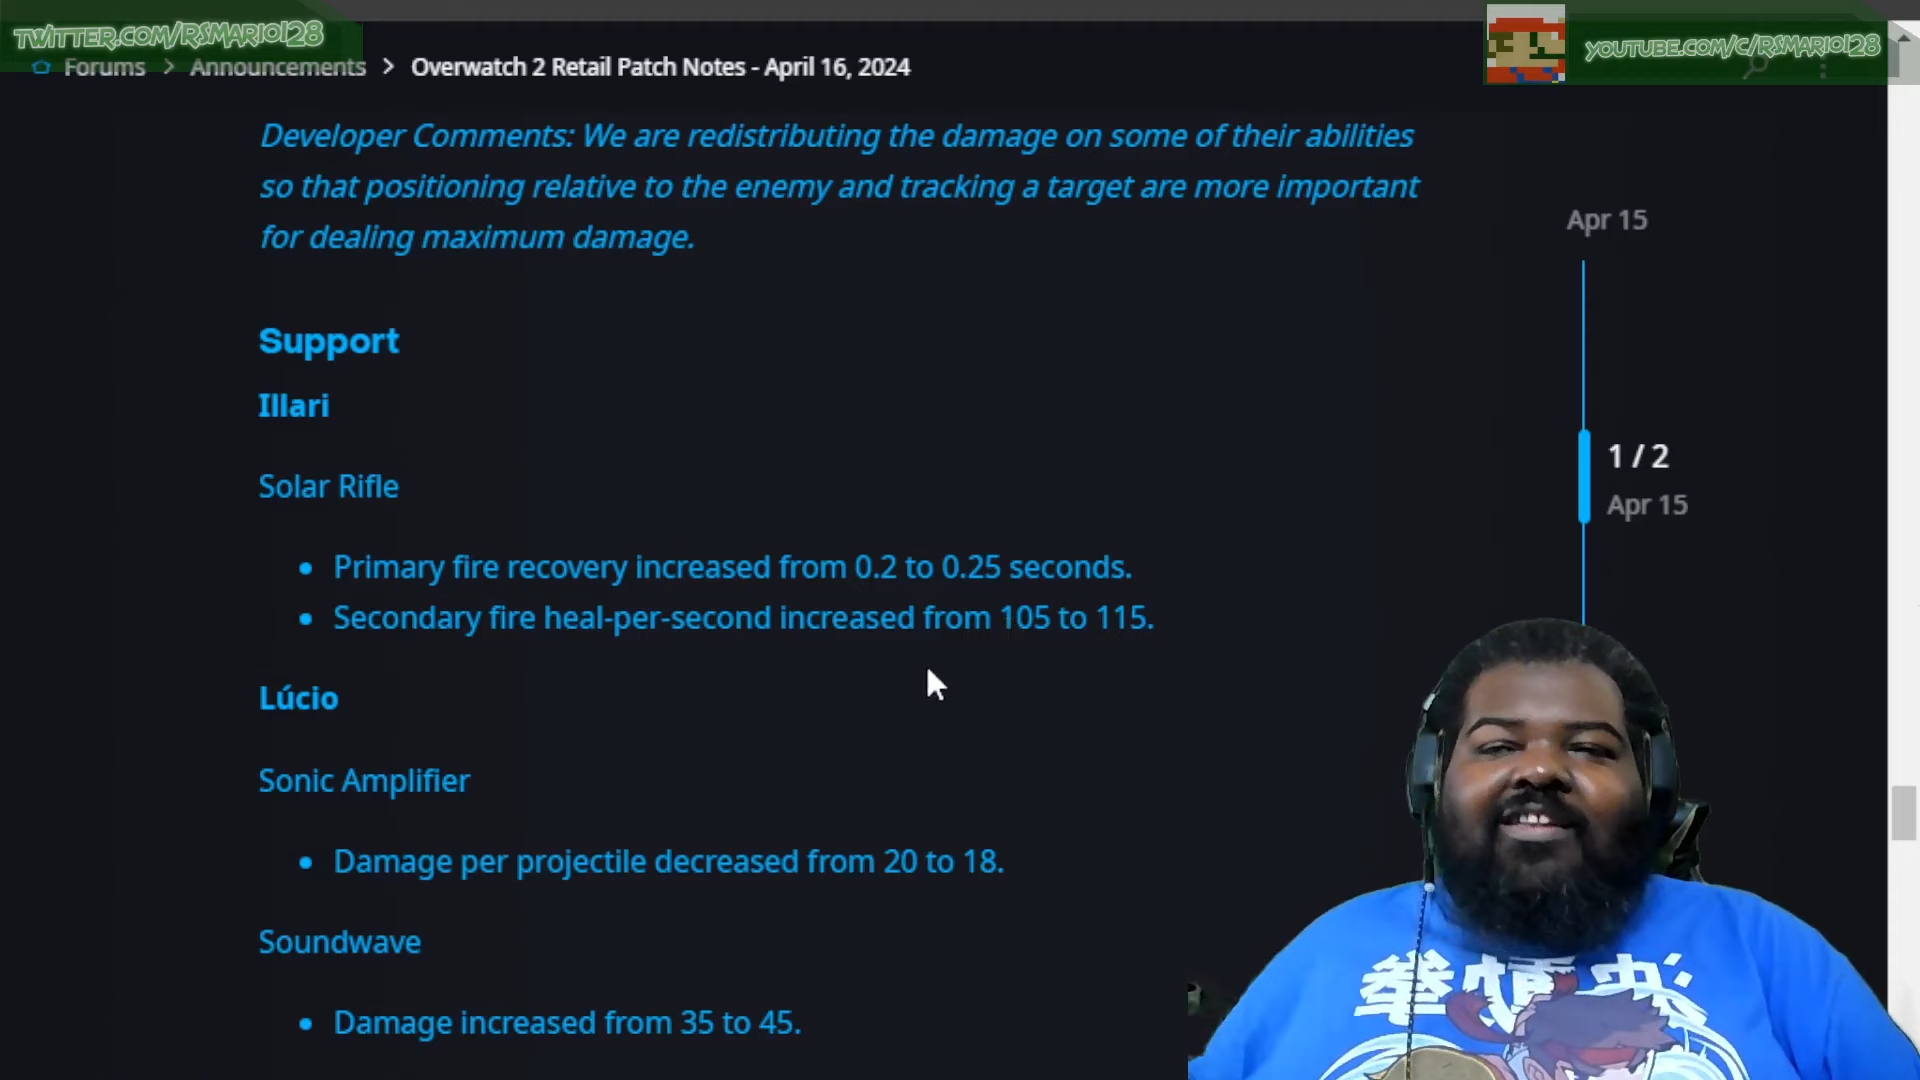 TWITTER.COM/RSMARIO128
YOUTUBE.COM/C/RSMARIO128
Forums > Announcements > Overwatch 2 Retail Patch Notes - April 16, 2024
Developer Comments: We are redistributing the damage on some of their abilities
so that positioning relative to the enemy and tracking a target are more important
for dealing maximum damage.
Apr 15
Support
Illari
1 / 2
Apr 15
Solar Rifle
• Primary fire recovery increased from 0.2 to 0.25 seconds.
• Secondary fire heal-per-second increased from 105 to 115.
Lúcio
Sonic Amplifier
• Damage per projectile decreased from 20 to 18.
Soundwave
• Damage increased from 35 to 45.